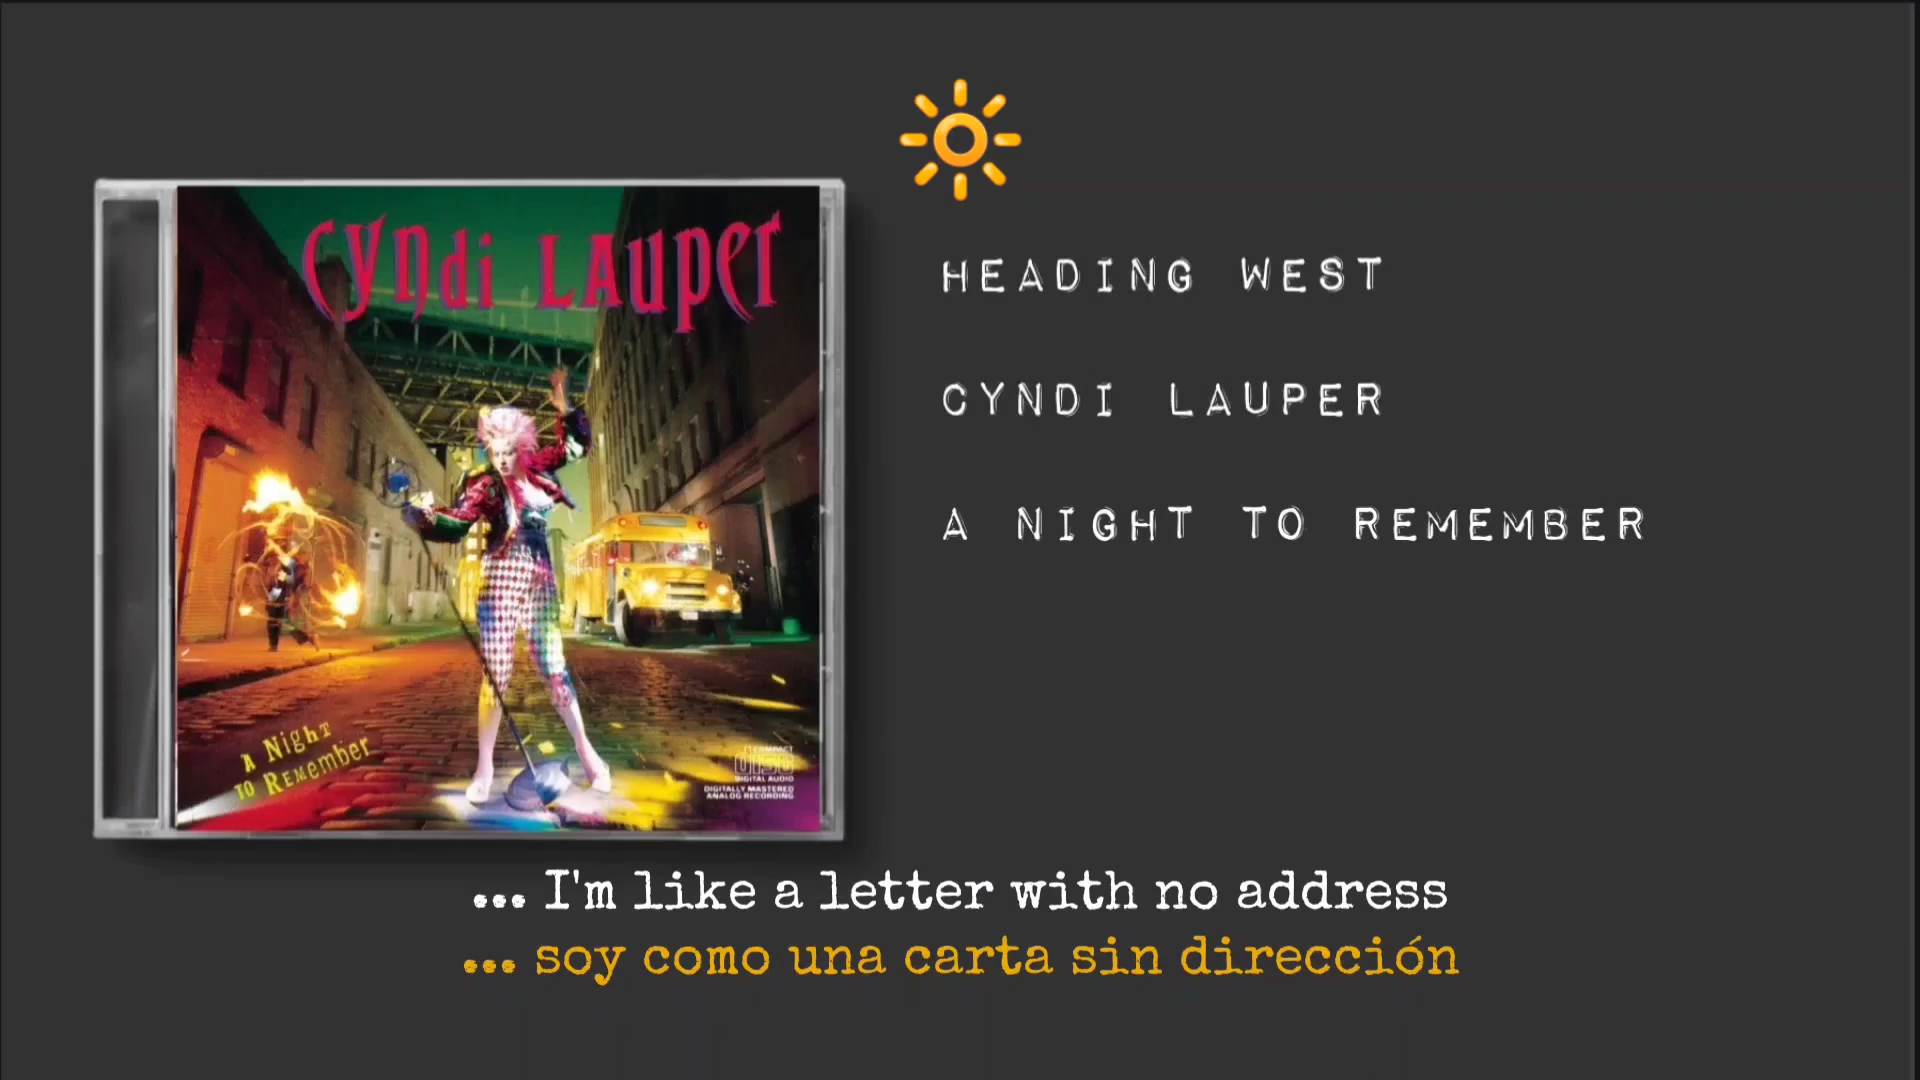 HEADING WEST
CYNDI LAUPER
A NIGHT TO REMEMBER
Cyndi Lauper
A Night
to Remember
COMPACT
disc
DIGITAL AUDIO
DIGITALLY MASTERED
ANALOG RECORDING
... I'm like a letter with no address
... soy como una carta sin dirección